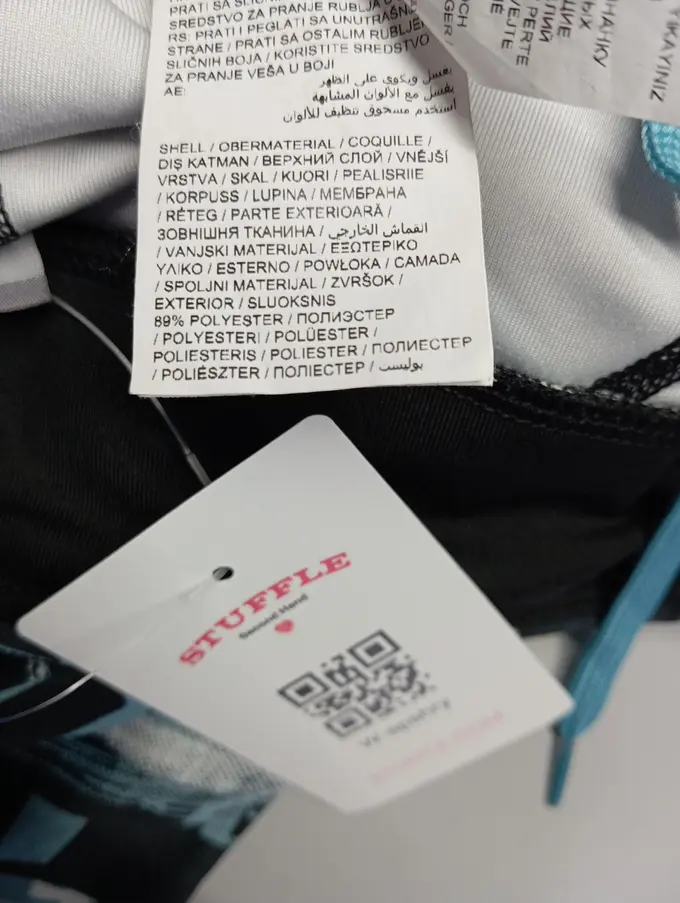 PRATI SA SLIČN
SREDSTVO ZA PRANJE RUBLJA U
RS: PRATI I PEGLATI SA UNUTRAŠNJE
STRANE / PRATI SA OSTALIM RUBLJEM
SLIČNIH BOJA / KORISTITE SREDSTVO
ZA PRANJE VEŠA U BOJI
AE:
يغسل ويكوى على الظهر
يغسل مع الألوان المشابهه
استخدم مسحوق تنظيف للألوان
SHELL / OBERMATERIAL / COQUILLE /
DIŞ KATMAN / ВЕРХНИЙ СЛОЙ / VNĚJŠÍ
VRSTVA / SKAL / KUORI / PEALISRIIE
/ KORPUSS / LUPINA / МЕМБРАНА
/ RÉTEG / PARTE EXTERIOARĂ /
ЗОВНІШНЯ ТКАНИНА / القماش الخارجي
/ VANJSKI MATERIJAL / ΕΞΩΤΕΡΙΚΟ
ΥΛΙΚΟ / ESTERNO / POWŁOKA / CAMADA
/ SPOLJNI MATERIJAL / ZVRŠOK /
EXTERIOR / SLUOKSNIS
89% POLYESTER / ПОЛИЭСТЕР
/ POLYESTERI / POLÜESTER /
POLIESTERIS / POLIESTER / ПОЛИЕСТЕР
/ POLIÉSZTER / ПОЛІЕСТЕР / بوليستر
YIKAYINIZ
STUFFLE
Second Hand